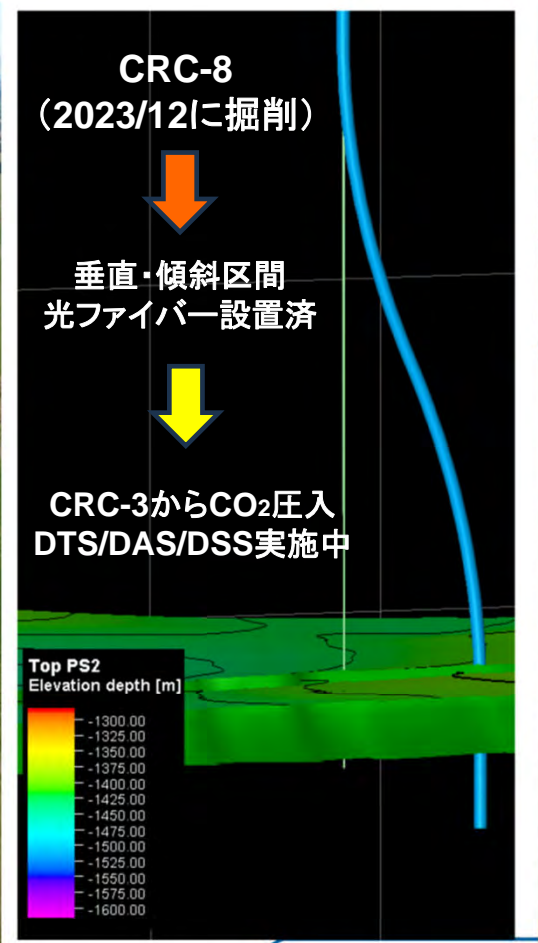 CRC-8
（2023/12に掘削）
垂直・傾斜区間
光ファイバー設置済
CRC-3からCO₂圧入
DTS/DAS/DSS実施中
Top PS2
Elevation depth [m]
-1300.00
-1325.00
-1350.00
-1375.00
-1400.00
-1425.00
-1450.00
-1475.00
-1500.00
-1525.00
-1550.00
-1575.00
-1600.00